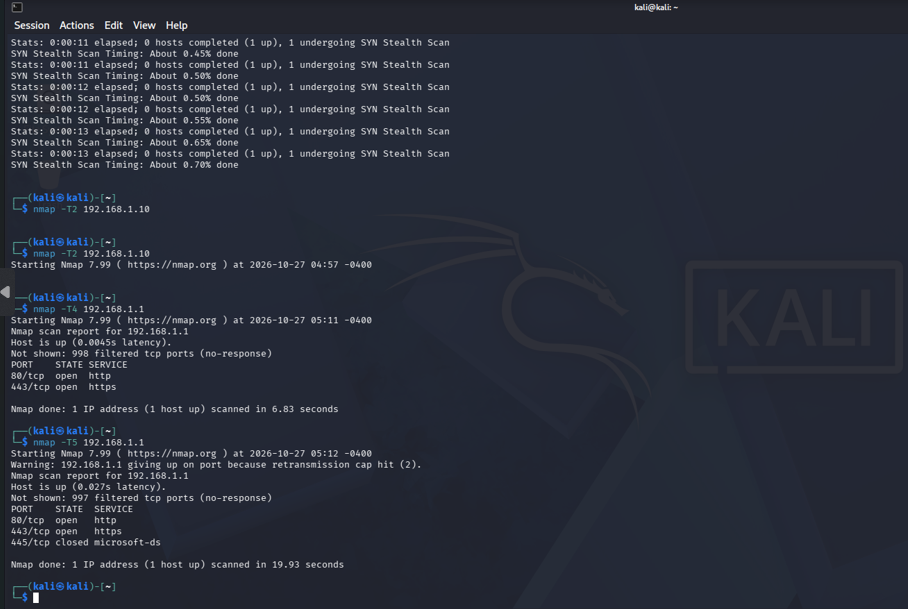 kali@kali: ~
Session Actions Edit View Help
Stats: 0:00:11 elapsed; 0 hosts completed (1 up), 1 undergoing SYN Stealth Scan
SYN Stealth Scan Timing: About 0.45% done
Stats: 0:00:11 elapsed; 0 hosts completed (1 up), 1 undergoing SYN Stealth Scan
SYN Stealth Scan Timing: About 0.50% done
Stats: 0:00:12 elapsed; 0 hosts completed (1 up), 1 undergoing SYN Stealth Scan
SYN Stealth Scan Timing: About 0.50% done
Stats: 0:00:12 elapsed; 0 hosts completed (1 up), 1 undergoing SYN Stealth Scan
SYN Stealth Scan Timing: About 0.55% done
Stats: 0:00:13 elapsed; 0 hosts completed (1 up), 1 undergoing SYN Stealth Scan
SYN Stealth Scan Timing: About 0.65% done
Stats: 0:00:13 elapsed; 0 hosts completed (1 up), 1 undergoing SYN Stealth Scan
SYN Stealth Scan Timing: About 0.70% done
┌──(kali㉿kali)-[~]
└─$ nmap -T2 192.168.1.10
┌──(kali㉿kali)-[~]
└─$ nmap -T2 192.168.1.10
Starting Nmap 7.99 ( https://nmap.org ) at 2026-10-27 04:57 -0400
┌──(kali㉿kali)-[~]
└─$ nmap -T4 192.168.1.1
Starting Nmap 7.99 ( https://nmap.org ) at 2026-10-27 05:11 -0400
Nmap scan report for 192.168.1.1
Host is up (0.0045s latency).
Not shown: 998 filtered tcp ports (no-response)
PORT    STATE SERVICE
80/tcp  open  http
443/tcp open  https
Nmap done: 1 IP address (1 host up) scanned in 6.83 seconds
┌──(kali㉿kali)-[~]
└─$ nmap -T5 192.168.1.1
Starting Nmap 7.99 ( https://nmap.org ) at 2026-10-27 05:12 -0400
Warning: 192.168.1.1 giving up on port because retransmission cap hit (2).
Nmap scan report for 192.168.1.1
Host is up (0.027s latency).
Not shown: 997 filtered tcp ports (no-response)
PORT    STATE  SERVICE
80/tcp  open   http
443/tcp open   https
445/tcp closed microsoft-ds
Nmap done: 1 IP address (1 host up) scanned in 19.93 seconds
┌──(kali㉿kali)-[~]
└─$
KALI